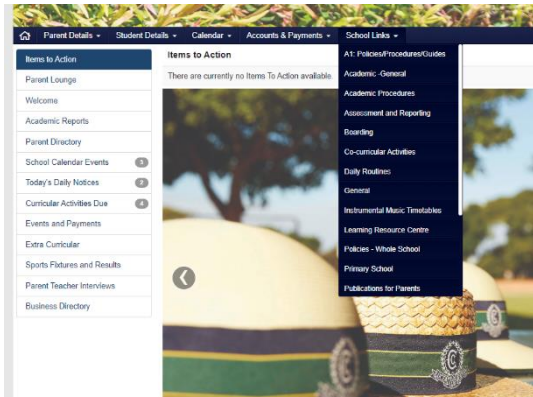 Parent Details
Student Details
Calendar
Accounts & Payments
School Links
Items to Action
Parent Lounge
Welcome
Academic Reports
Parent Directory
School Calendar Events
Today's Daily Notices
Curricular Activities Due
Events and Payments
Extra Curricular
Sports Fixtures and Results
Parent Teacher Interviews
Business Directory
Items to Action
There are currently no Items To Action available.
A1: Policies/Procedures/Guides
Academic -General
Academic Procedures
Assessment and Reporting
Boarding
Co-curricular Activities
Daily Routines
General
Instrumental Music Timetables
Learning Resource Centre
Policies - Whole School
Primary School
Publications for Parents